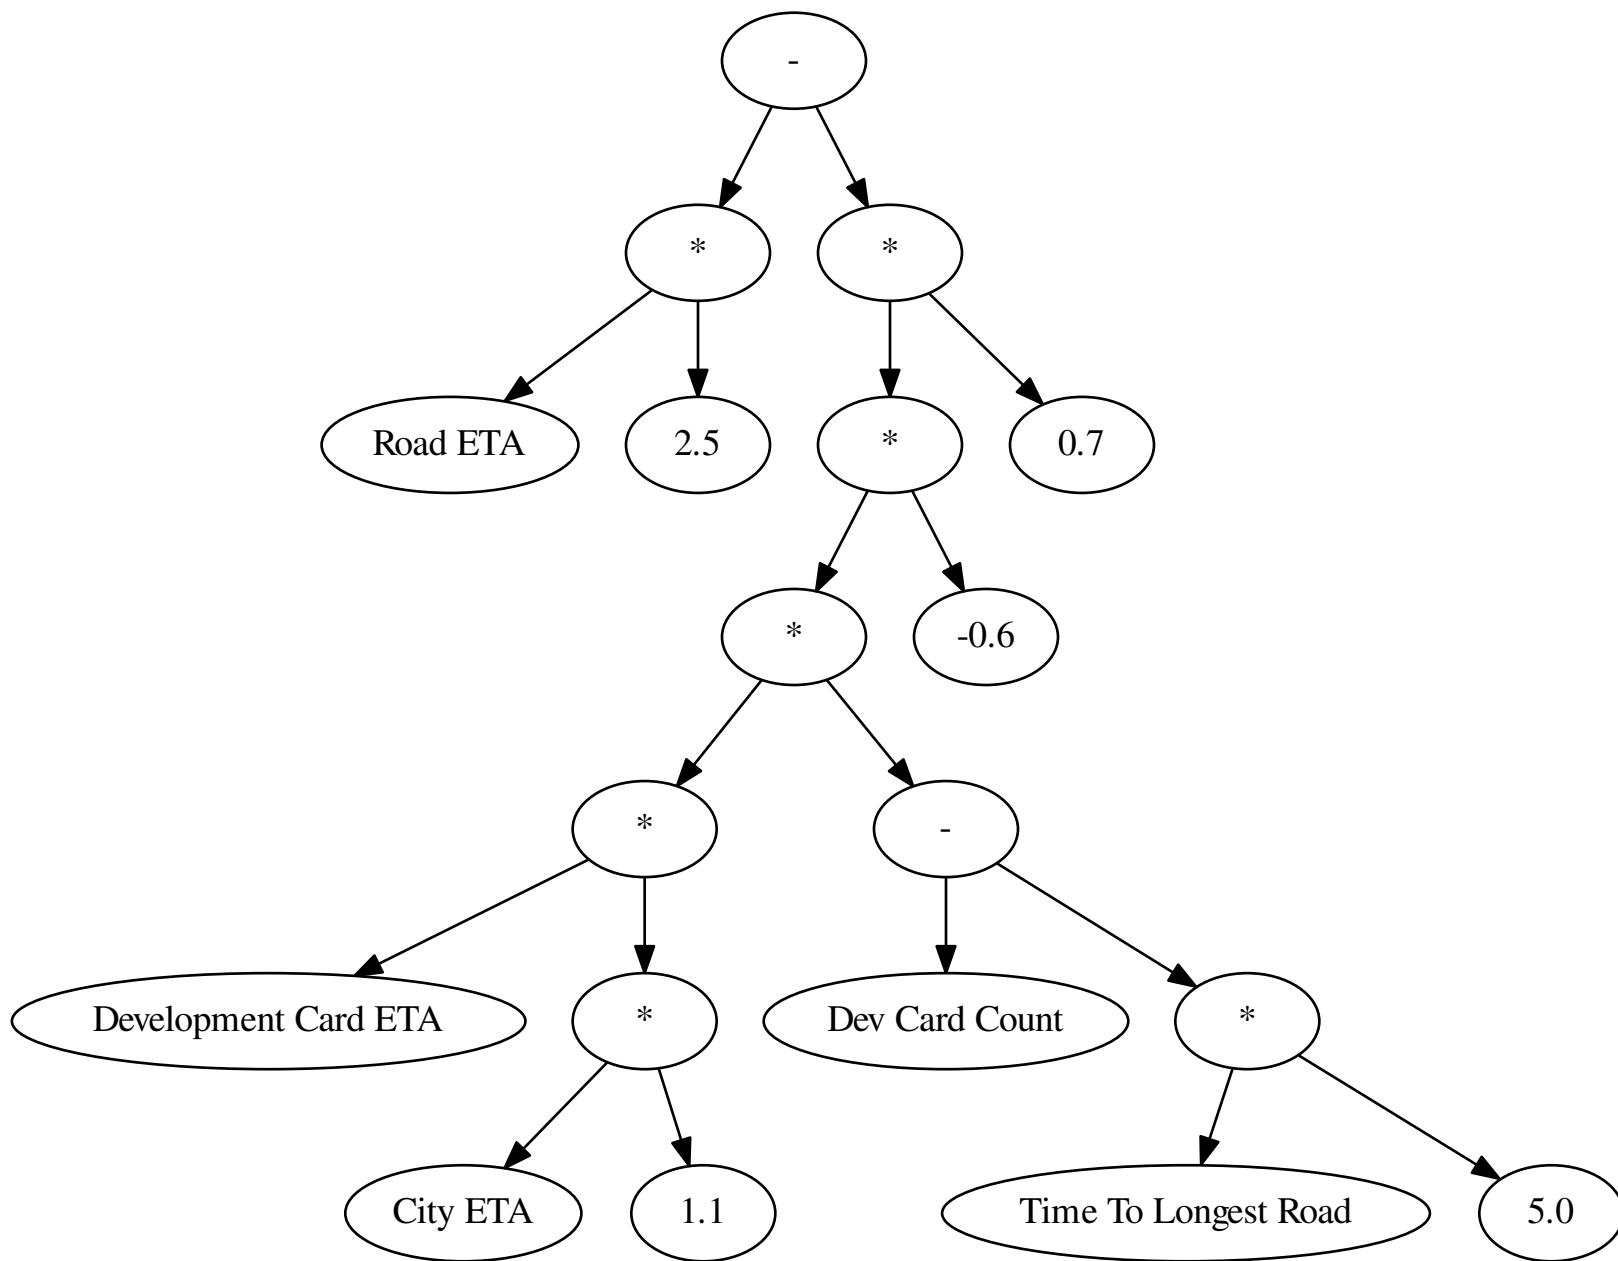 -
* *
Road ETA 2.5 * 0.7
* -0.6
* -
Development Card ETA * Dev Card Count *
City ETA 1.1 Time To Longest Road 5.0